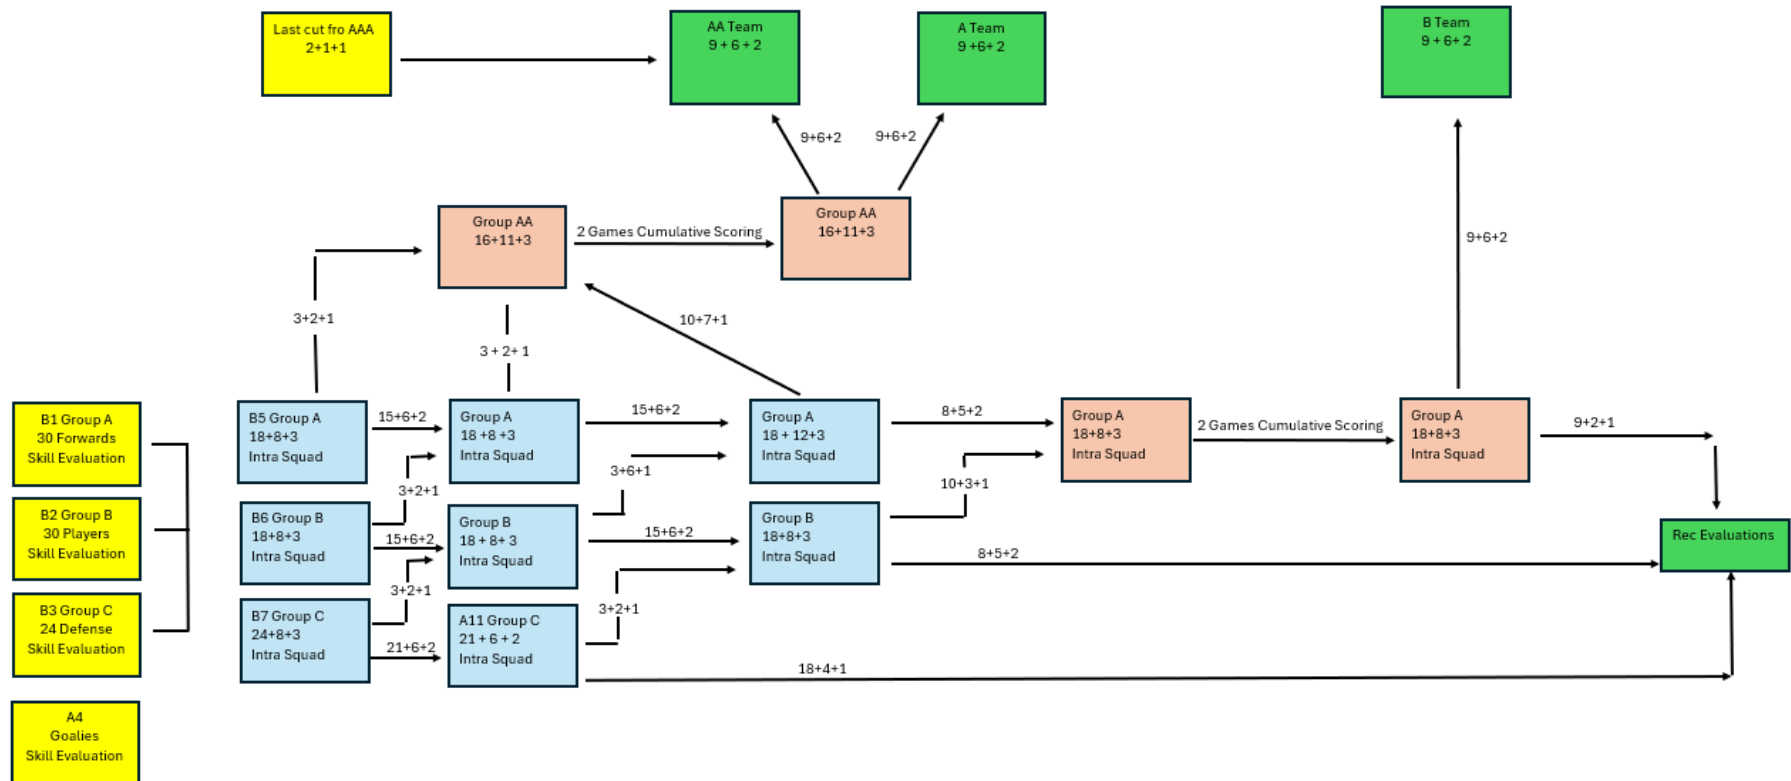 Last cut fro AAA
2+1+1
AA Team
9 + 6 + 2
A Team
9 +6+ 2
B Team
9 + 6+ 2
9+6+2
9+6+2
Group AA
16+11+3
2 Games Cumulative Scoring
Group AA
16+11+3
9+6+2
3+2+1
3 + 2+ 1
10+7+1
B1 Group A
30 Forwards
Skill Evaluation
B2 Group B
30 Players
Skill Evaluation
B3 Group C
24 Defense
Skill Evaluation
A4
Goalies
Skill Evaluation
B5 Group A
18+8+3
Intra Squad
15+6+2
Group A
18 +8 +3
Intra Squad
15+6+2
Group A
18 + 12+3
Intra Squad
8+5+2
Group A
18+8+3
Intra Squad
2 Games Cumulative Scoring
Group A
18+8+3
Intra Squad
9+2+1
3+2+1
3+6+1
10+3+1
B6 Group B
18+8+3
Intra Squad
15+6+2
Group B
18 + 8+ 3
Intra Squad
15+6+2
Group B
18+8+3
Intra Squad
8+5+2
Rec Evaluations
3+2+1
3+2+1
B7 Group C
24+8+3
Intra Squad
21+6+2
A11 Group C
21 + 6 + 2
Intra Squad
18+4+1